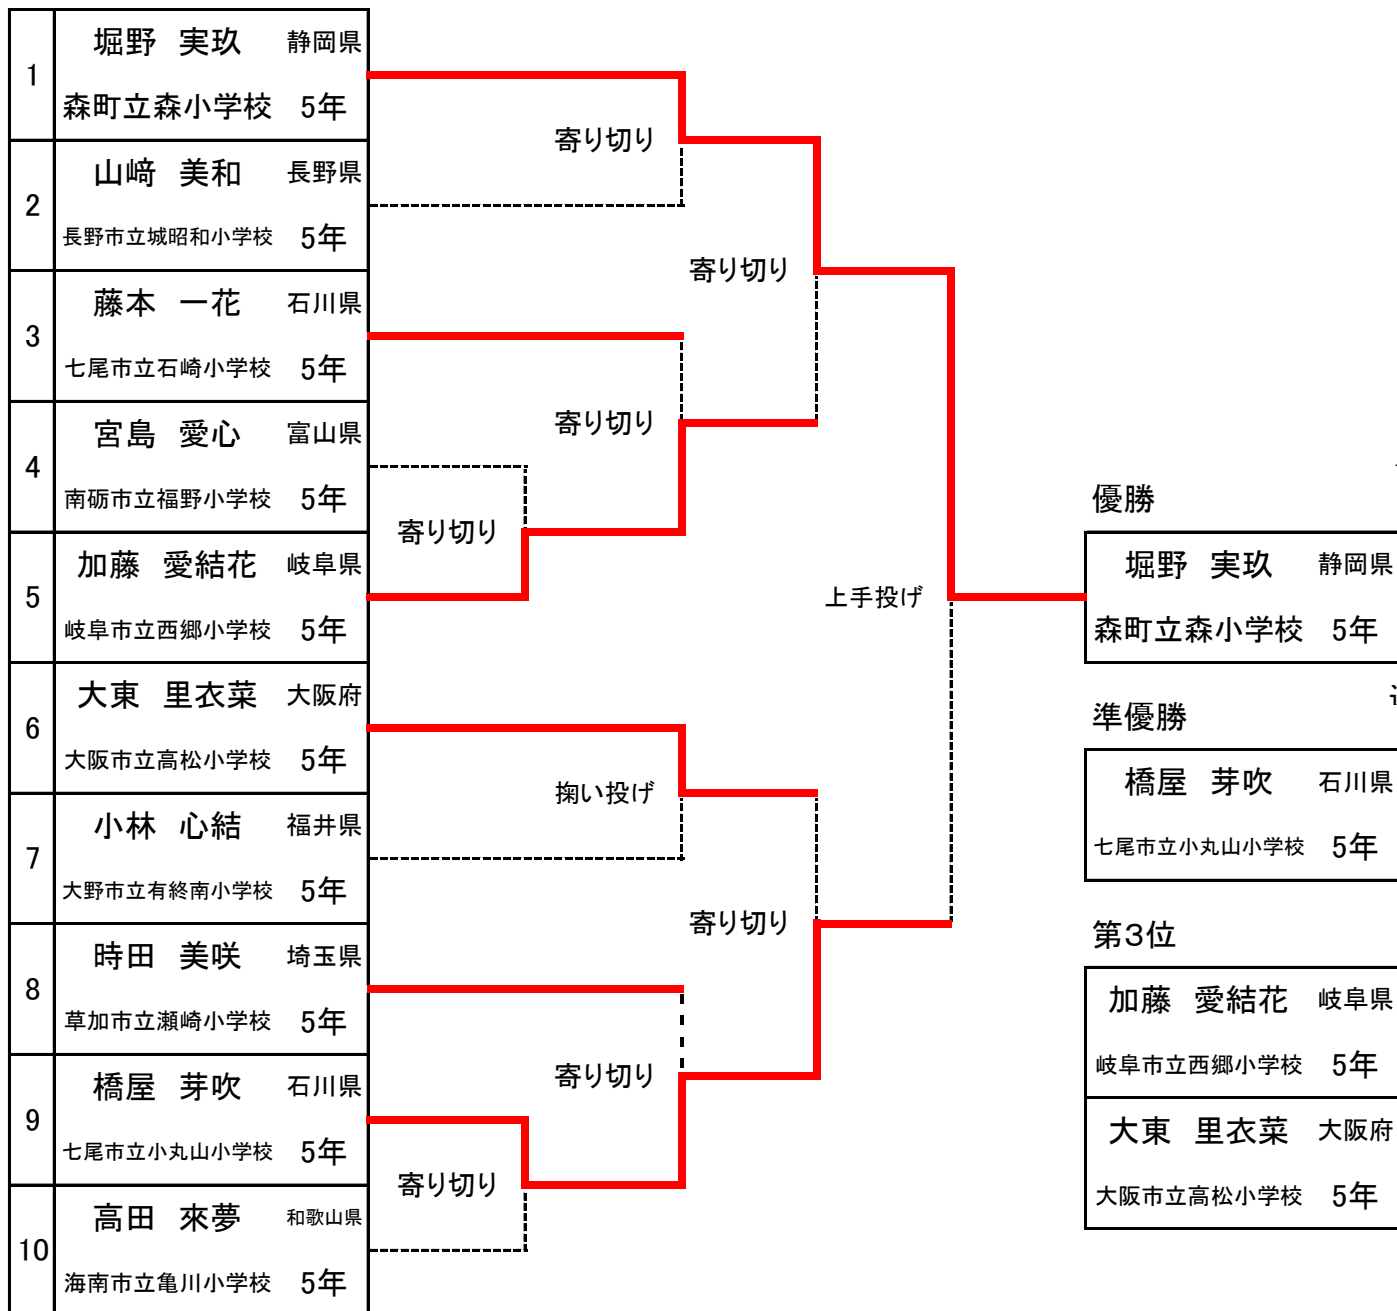 1
堀野 実玖 静岡県
森町立森小学校 5年
2
山﨑 美和 長野県
長野市立城昭和小学校 5年
3
藤本 一花 石川県
七尾市立石崎小学校 5年
4
宮島 愛心 富山県
南砺市立福野小学校 5年
5
加藤 愛結花 岐阜県
岐阜市立西郷小学校 5年
6
大東 里衣菜 大阪府
大阪市立高松小学校 5年
7
小林 心結 福井県
大野市立有終南小学校 5年
8
時田 美咲 埼玉県
草加市立瀬崎小学校 5年
9
橋屋 芽吹 石川県
七尾市立小丸山小学校 5年
10
高田 來夢 和歌山県
海南市立亀川小学校 5年
寄り切り
寄り切り
寄り切り
寄り切り
掬い投げ
寄り切り
寄り切り
寄り切り
上手投げ
優勝
堀野 実玖 静岡県
森町立森小学校 5年
準優勝
橋屋 芽吹 石川県
七尾市立小丸山小学校 5年
第3位
加藤 愛結花 岐阜県
岐阜市立西郷小学校 5年
大東 里衣菜 大阪府
大阪市立高松小学校 5年